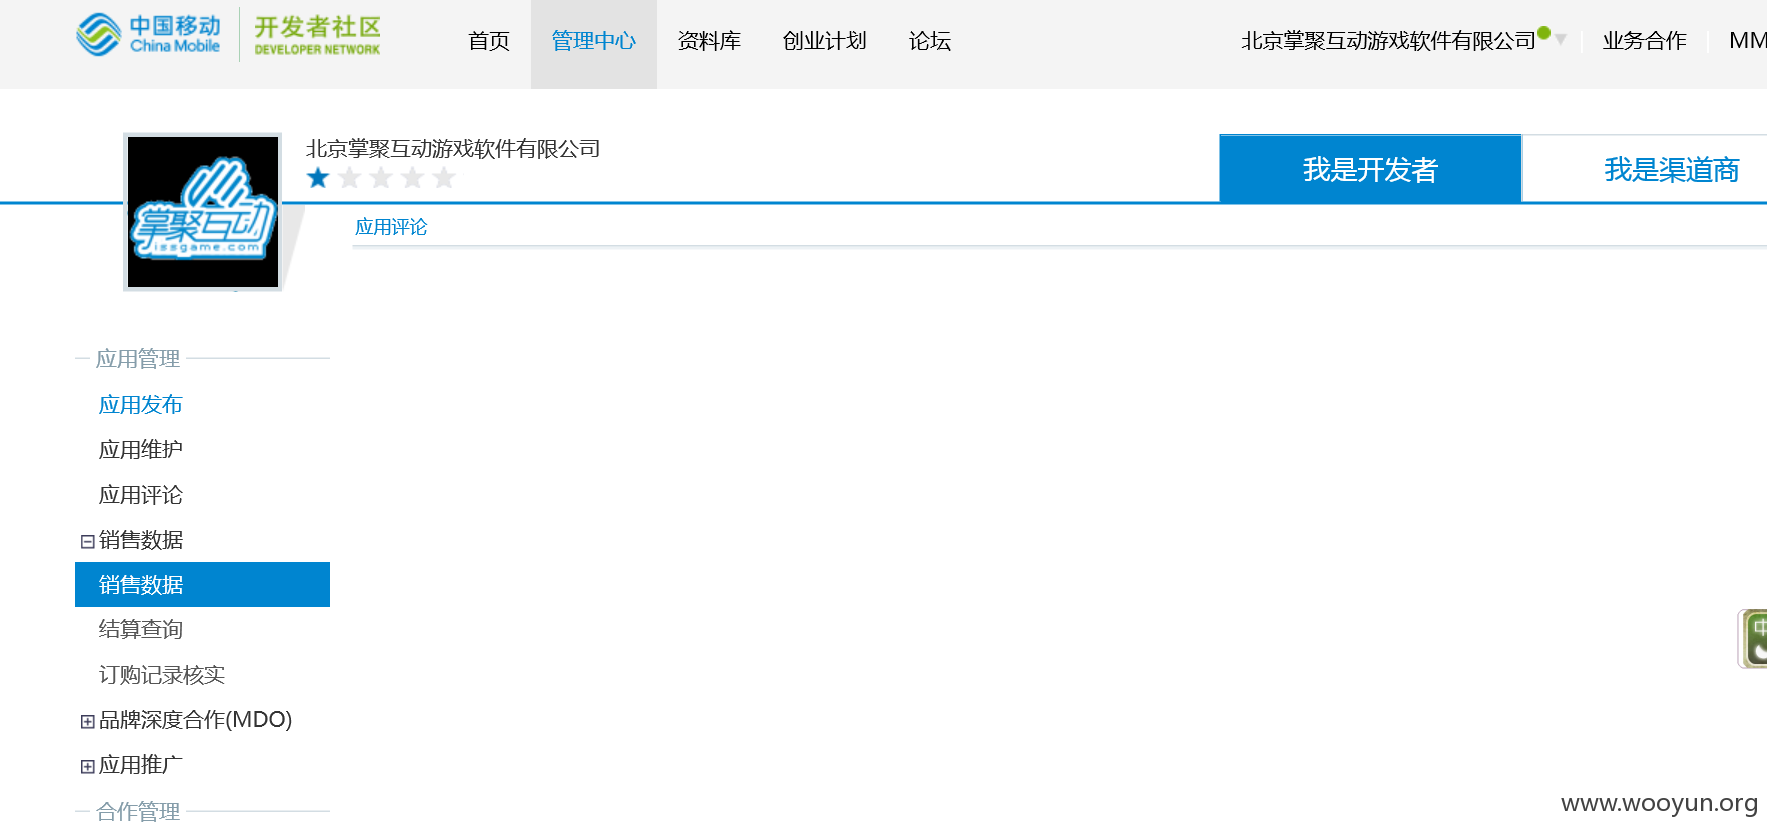 中国移动 China Mobile 开发者社区 DEVELOPER NETWORK
首页 管理中心 资料库 创业计划 论坛 北京掌聚互动游戏软件有限公司 业务合作 MM
北京掌聚互动游戏软件有限公司
我是开发者 我是渠道商
掌聚互动
issgame.com
应用评论
应用管理
应用发布
应用维护
应用评论
销售数据
销售数据
结算查询
订购记录核实
品牌深度合作(MDO)
应用推广
合作管理
中
www.wooyun.org